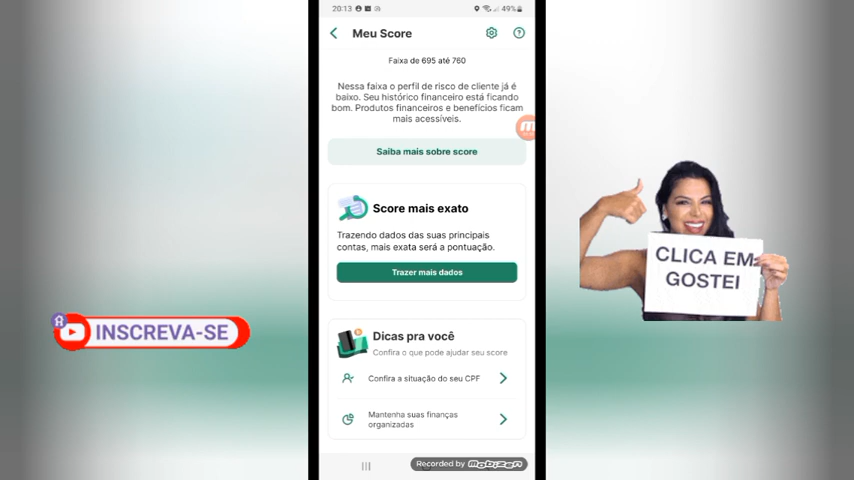 20:13
49%
Meu Score
Faixa de 695 até 760
Nessa faixa o perfil de risco de cliente já é
baixo. Seu histórico financeiro está ficando
bom. Produtos financeiros e benefícios ficam
mais acessíveis.
Saiba mais sobre score
Score mais exato
Trazendo dados das suas principais
contas, mais exata será a pontuação.
Trazer mais dados
Dicas pra você
Confira o que pode ajudar seu score
Confira a situação do seu CPF
Mantenha suas finanças
organizadas
Recorded by mobizen
INSCREVA-SE
CLICA EM
GOSTEI